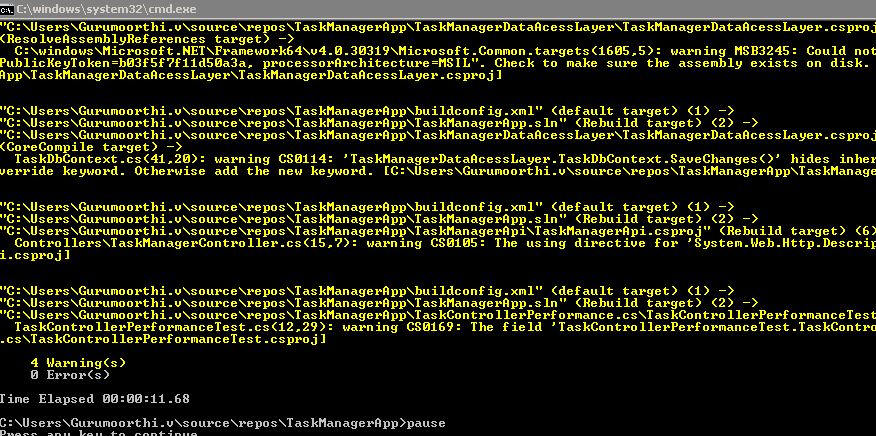 C:\windows\system32\cmd.exe
"C:\Users\Gurumoorthi.v\source\repos\TaskManagerApp\TaskManagerDataAcessLayer\TaskManagerDataAcessLayer.csproj
(ResolveAssemblyReferences target) ->
C:\windows\Microsoft.NET\Framework64\v4.0.30319\Microsoft.Common.targets(1605,5): warning MSB3245: Could not
PublicKeyToken=b03f5f7f11d50a3a, processorArchitecture=MSIL". Check to make sure the assembly exists on disk.
App\TaskManagerDataAcessLayer\TaskManagerDataAcessLayer.csproj]
"C:\Users\Gurumoorthi.v\source\repos\TaskManagerApp\buildconfig.xml" (default target) (1) ->
"C:\Users\Gurumoorthi.v\source\repos\TaskManagerApp\TaskManagerApp.sln" (Rebuild target) (2) ->
"C:\Users\Gurumoorthi.v\source\repos\TaskManagerApp\TaskManagerDataAcessLayer\TaskManagerDataAcessLayer.csproj
(CoreCompile target) ->
TaskDbContext.cs(41,20): warning CS0114: 'TaskManagerDataAcessLayer.TaskDbContext.SaveChanges()' hides inher
verride keyword. Otherwise add the new keyword. [C:\Users\Gurumoorthi.v\source\repos\TaskManagerApp\TaskManage
"C:\Users\Gurumoorthi.v\source\repos\TaskManagerApp\buildconfig.xml" (default target) (1) ->
"C:\Users\Gurumoorthi.v\source\repos\TaskManagerApp\TaskManagerApp.sln" (Rebuild target) (2) ->
"C:\Users\Gurumoorthi.v\source\repos\TaskManagerApp\TaskManagerApi\TaskManagerApi.csproj" (Rebuild target) (6)
Controllers\TaskManagerController.cs(15,7): warning CS0105: The using directive for 'System.Web.Http.Descrip
i.csproj]
"C:\Users\Gurumoorthi.v\source\repos\TaskManagerApp\buildconfig.xml" (default target) (1) ->
"C:\Users\Gurumoorthi.v\source\repos\TaskManagerApp\TaskManagerApp.sln" (Rebuild target) (2) ->
"C:\Users\Gurumoorthi.v\source\repos\TaskManagerApp\TaskControllerPerformance.cs\TaskControllerPerformanceTest
TaskControllerPerformanceTest.cs(12,29): warning CS0169: The field 'TaskControllerPerformanceTest.TaskContro
.cs\TaskControllerPerformanceTest.csproj]
4 Warning(s)
0 Error(s)
Time Elapsed 00:00:11.68
C:\Users\Gurumoorthi.v\source\repos\TaskManagerApp>pause
Press any key to continue